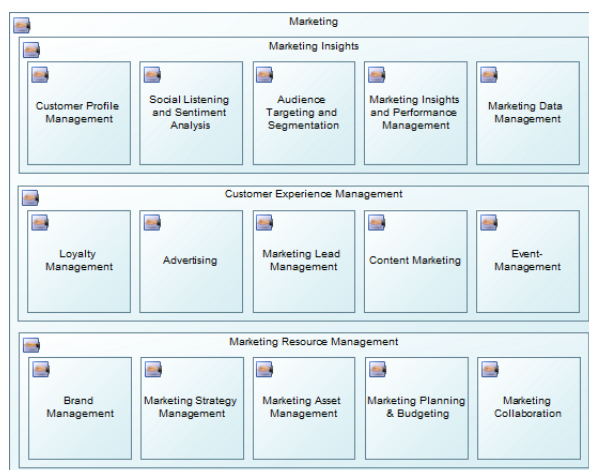 Marketing
Marketing Insights
Customer Profile
Management
Social Listening
and Sentiment
Analysis
Audience
Targeting and
Segmentation
Marketing Insights
and Performance
Management
Marketing Data
Management
Customer Experience Management
Loyalty
Management
Advertising
Marketing Lead
Management
Content Marketing
Event-
Management
Marketing Resource Management
Brand
Management
Marketing Strategy
Management
Marketing Asset
Management
Marketing Planning
& Budgeting
Marketing
Collaboration